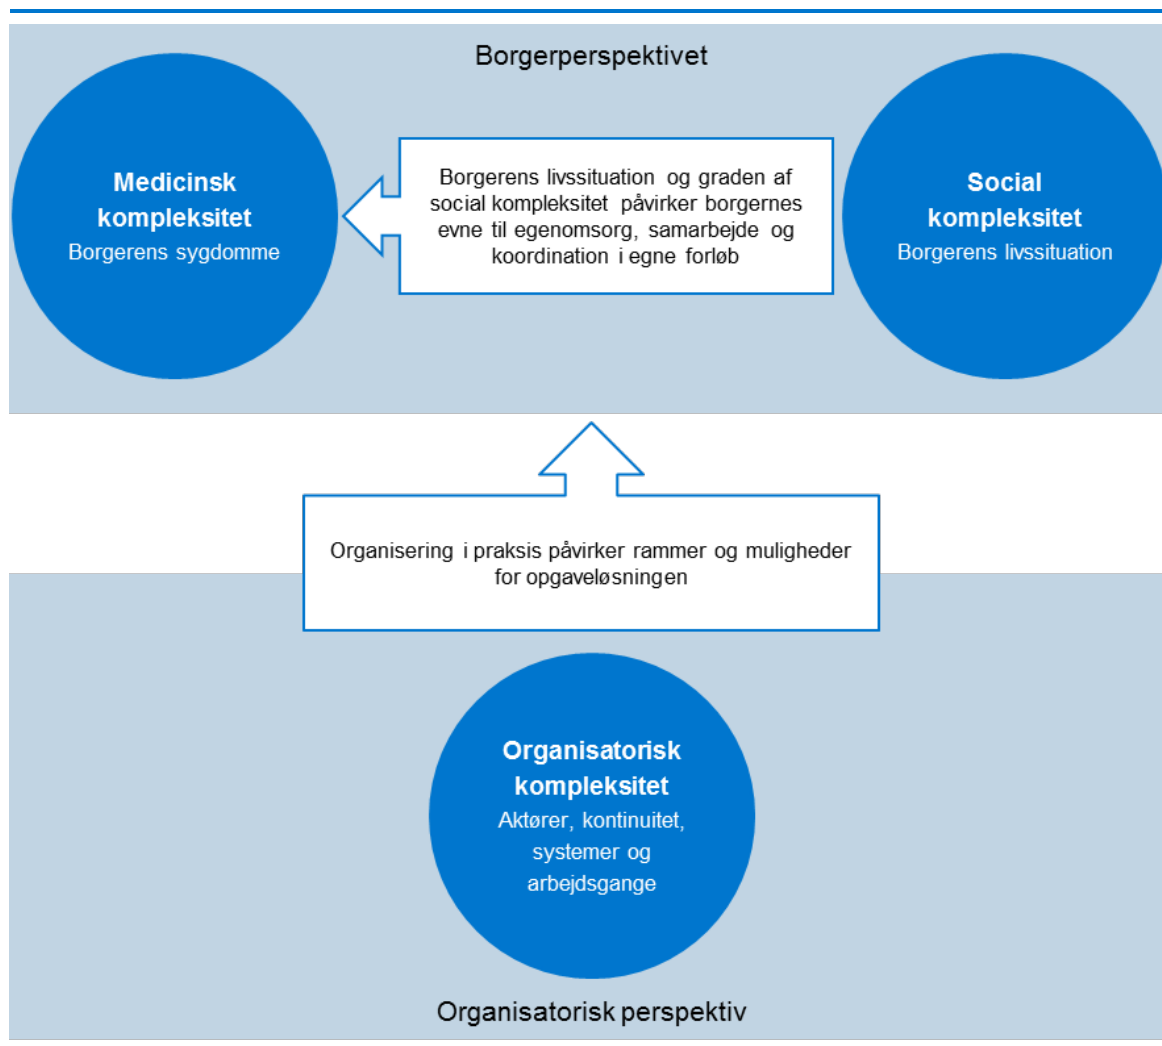 Borgerperspektivet
Medicinsk
kompleksitet
Borgerens sygdomme
Borgerens livssituation og graden af
social kompleksitet påvirker borgernes
evne til egenomsorg, samarbejde og
koordination i egne forløb
Social
kompleksitet
Borgerens livssituation
Organisering i praksis påvirker rammer og muligheder
for opgaveløsningen
Organisatorisk
kompleksitet
Aktører, kontinuitet,
systemer og
arbejdsgange
Organisatorisk perspektiv